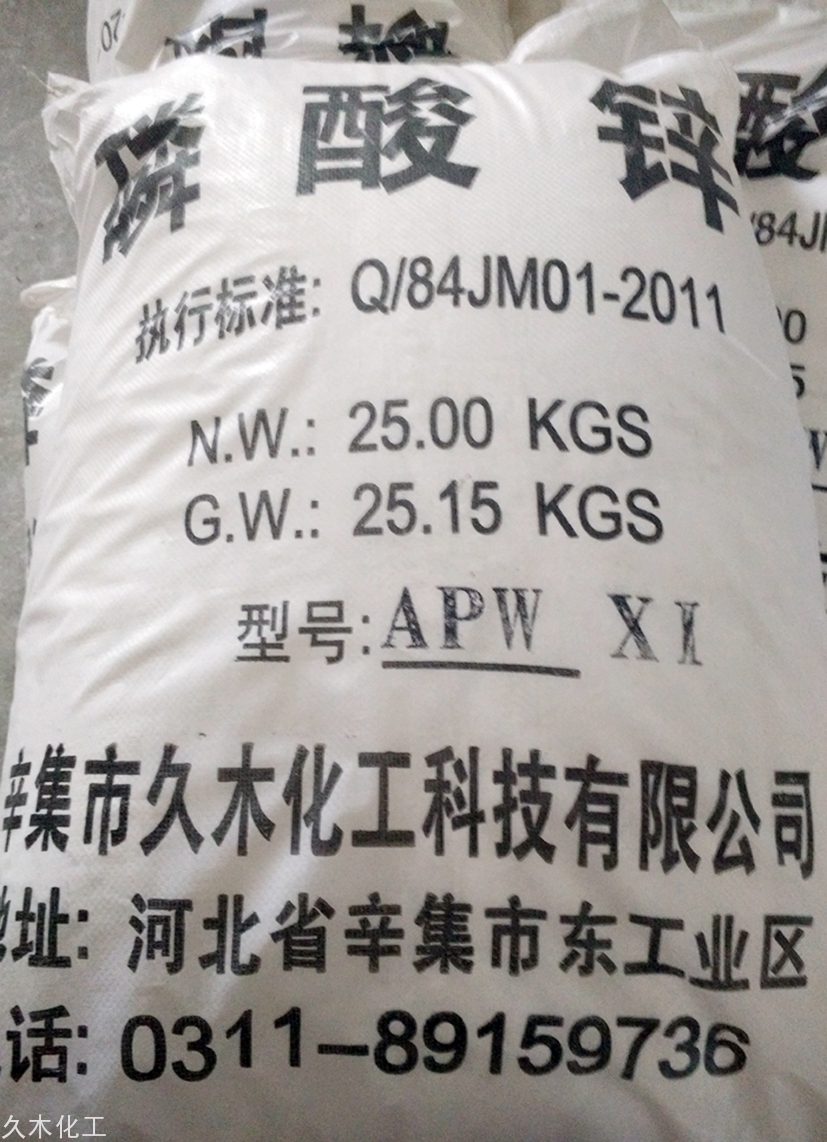 磷酸锌
执行标准: Q/84JM01-2011
N.W.: 25.00 KGS
G.W.: 25.15 KGS
型号: APW XI
辛集市久木化工科技有限公司
地址: 河北省辛集市东工业区
电话: 0311-89159736
久木化工